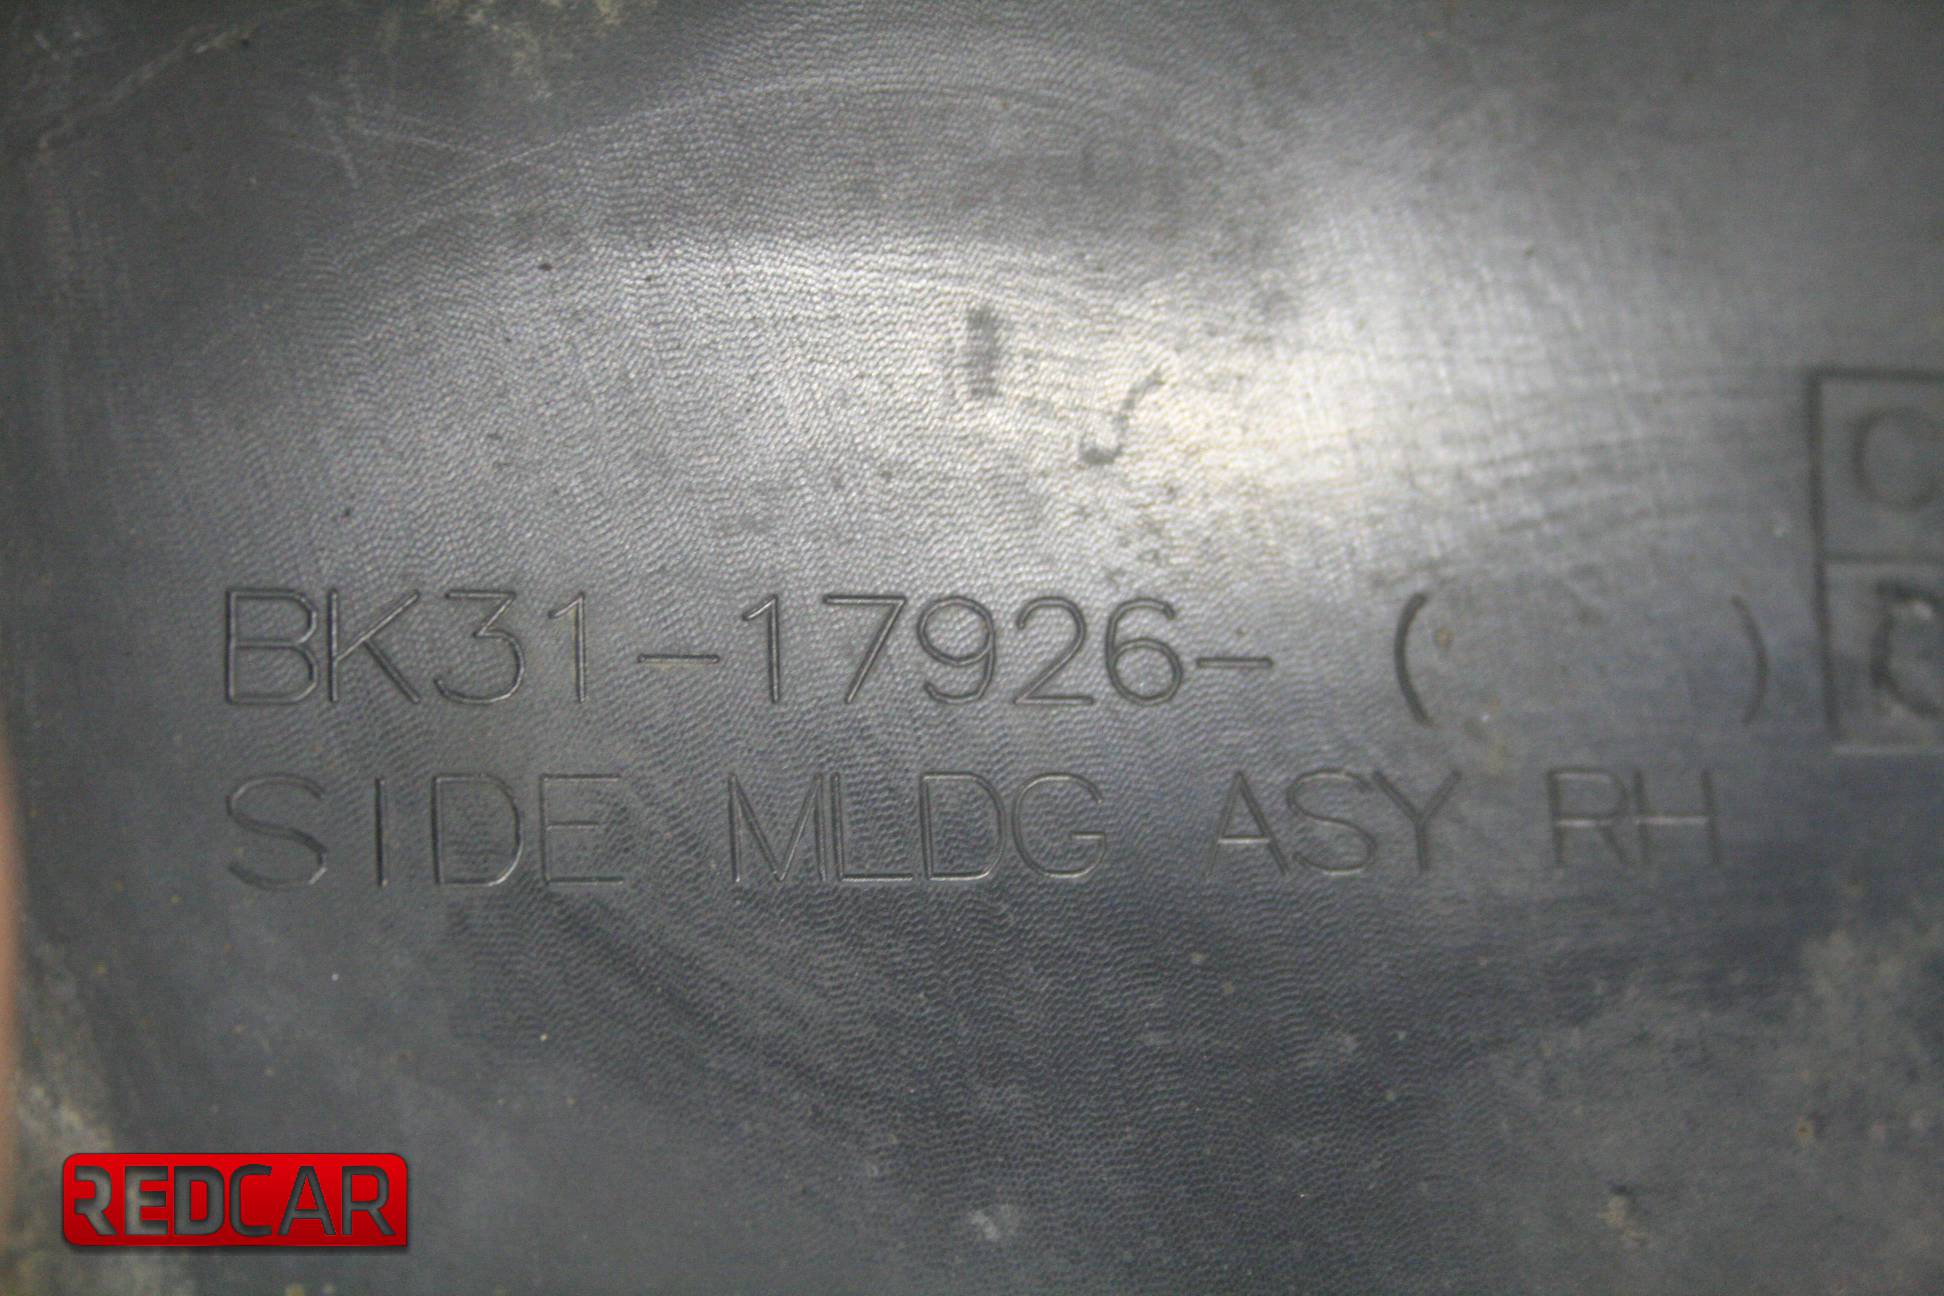 BK31-17926- ( )
SIDE MLDG ASY RH
REDCAR